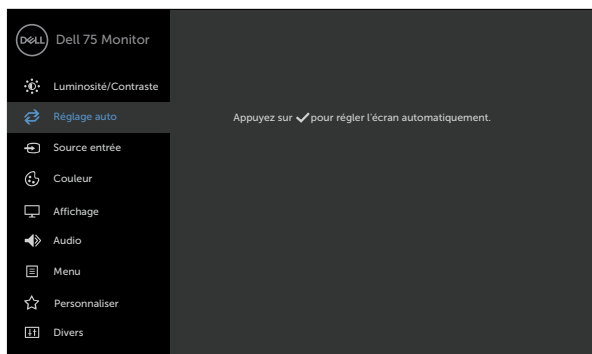 DELL
Dell 75 Monitor
Luminosité/Contraste
Réglage auto
Appuyez sur ✓ pour régler l'écran automatiquement.
Source entrée
Couleur
Affichage
Audio
Menu
Personnaliser
Divers